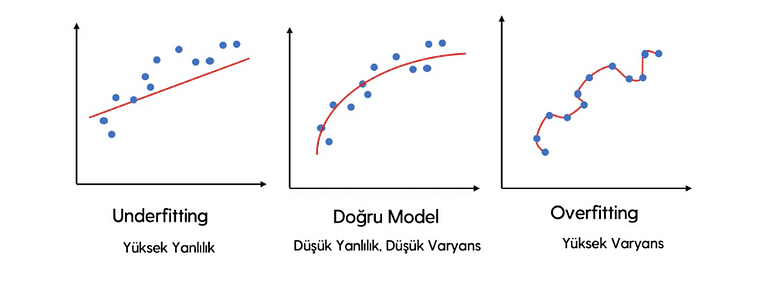 Underfitting
Yüksek Yanlılık
Doğru Model
Düşük Yanlılık, Düşük Varyans
Overfitting
Yüksek Varyans